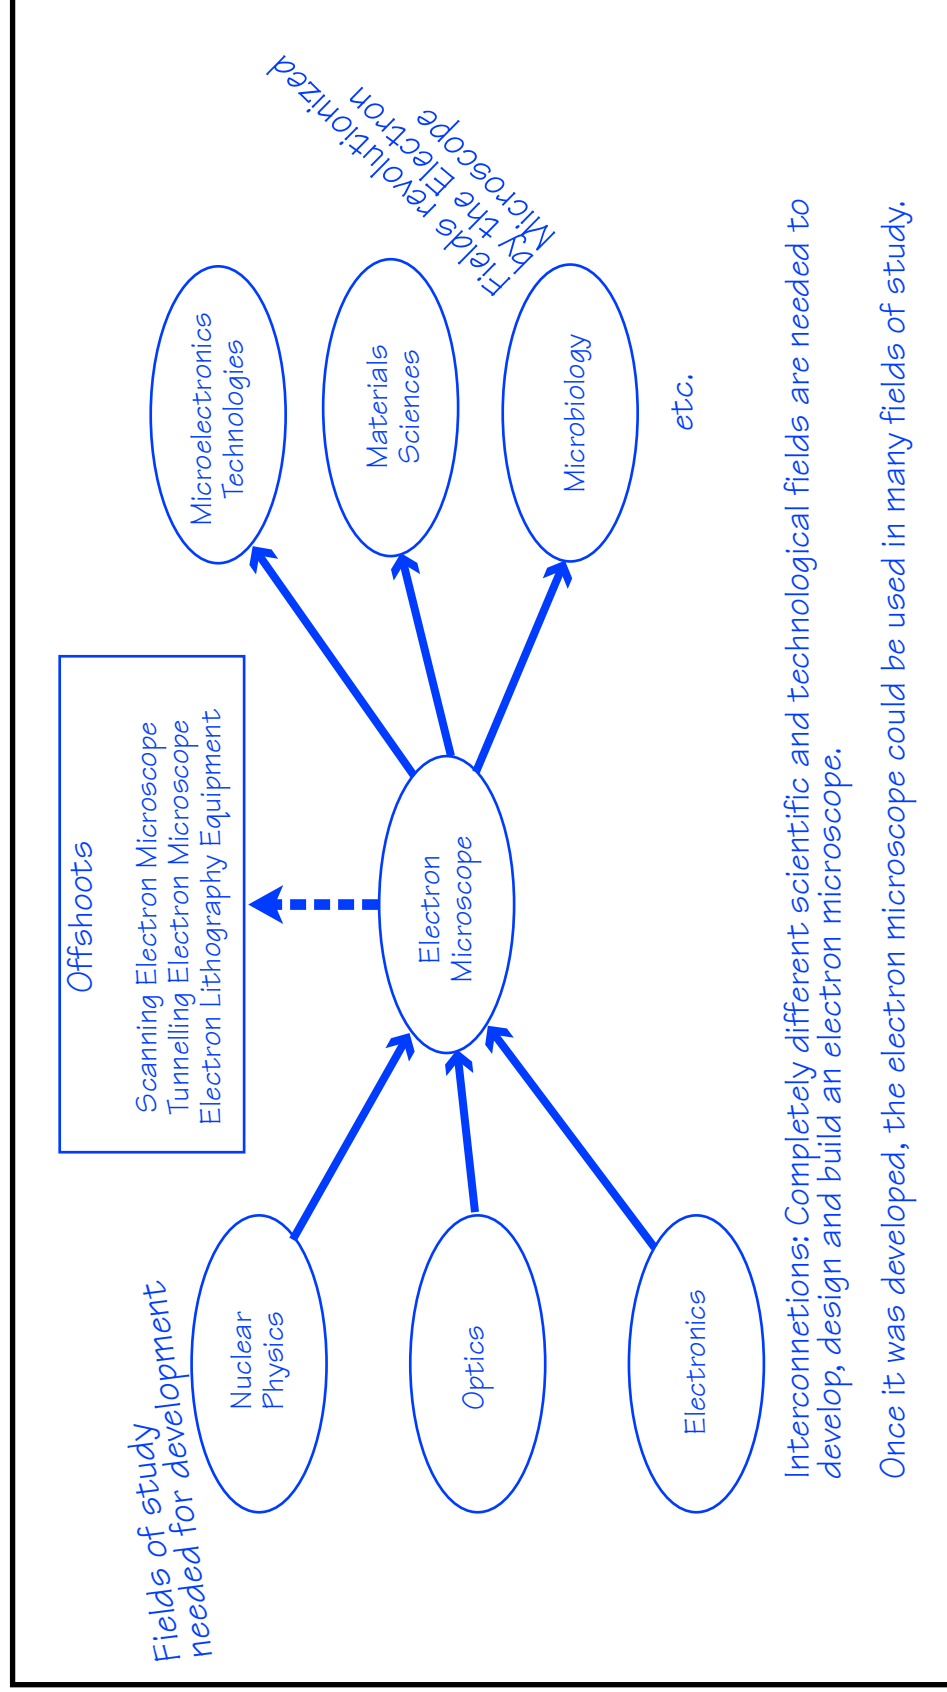 Offshoots
Scanning Electron Microscope
Tunnelling Electron Microscope
Electron Lithography Equipment
Fields of study
needed for development
Fields revolutionized
by the Electron
Microscope
Nuclear
Physics
Optics
Electronics
Electron
Microscope
Microelectronics
Technologies
Materials
Sciences
Microbiology
etc.
Interconnetions: Completely different scientific and technological fields are needed to
develop, design and build an electron microscope.
Once it was developed, the electron microscope could be used in many fields of study.